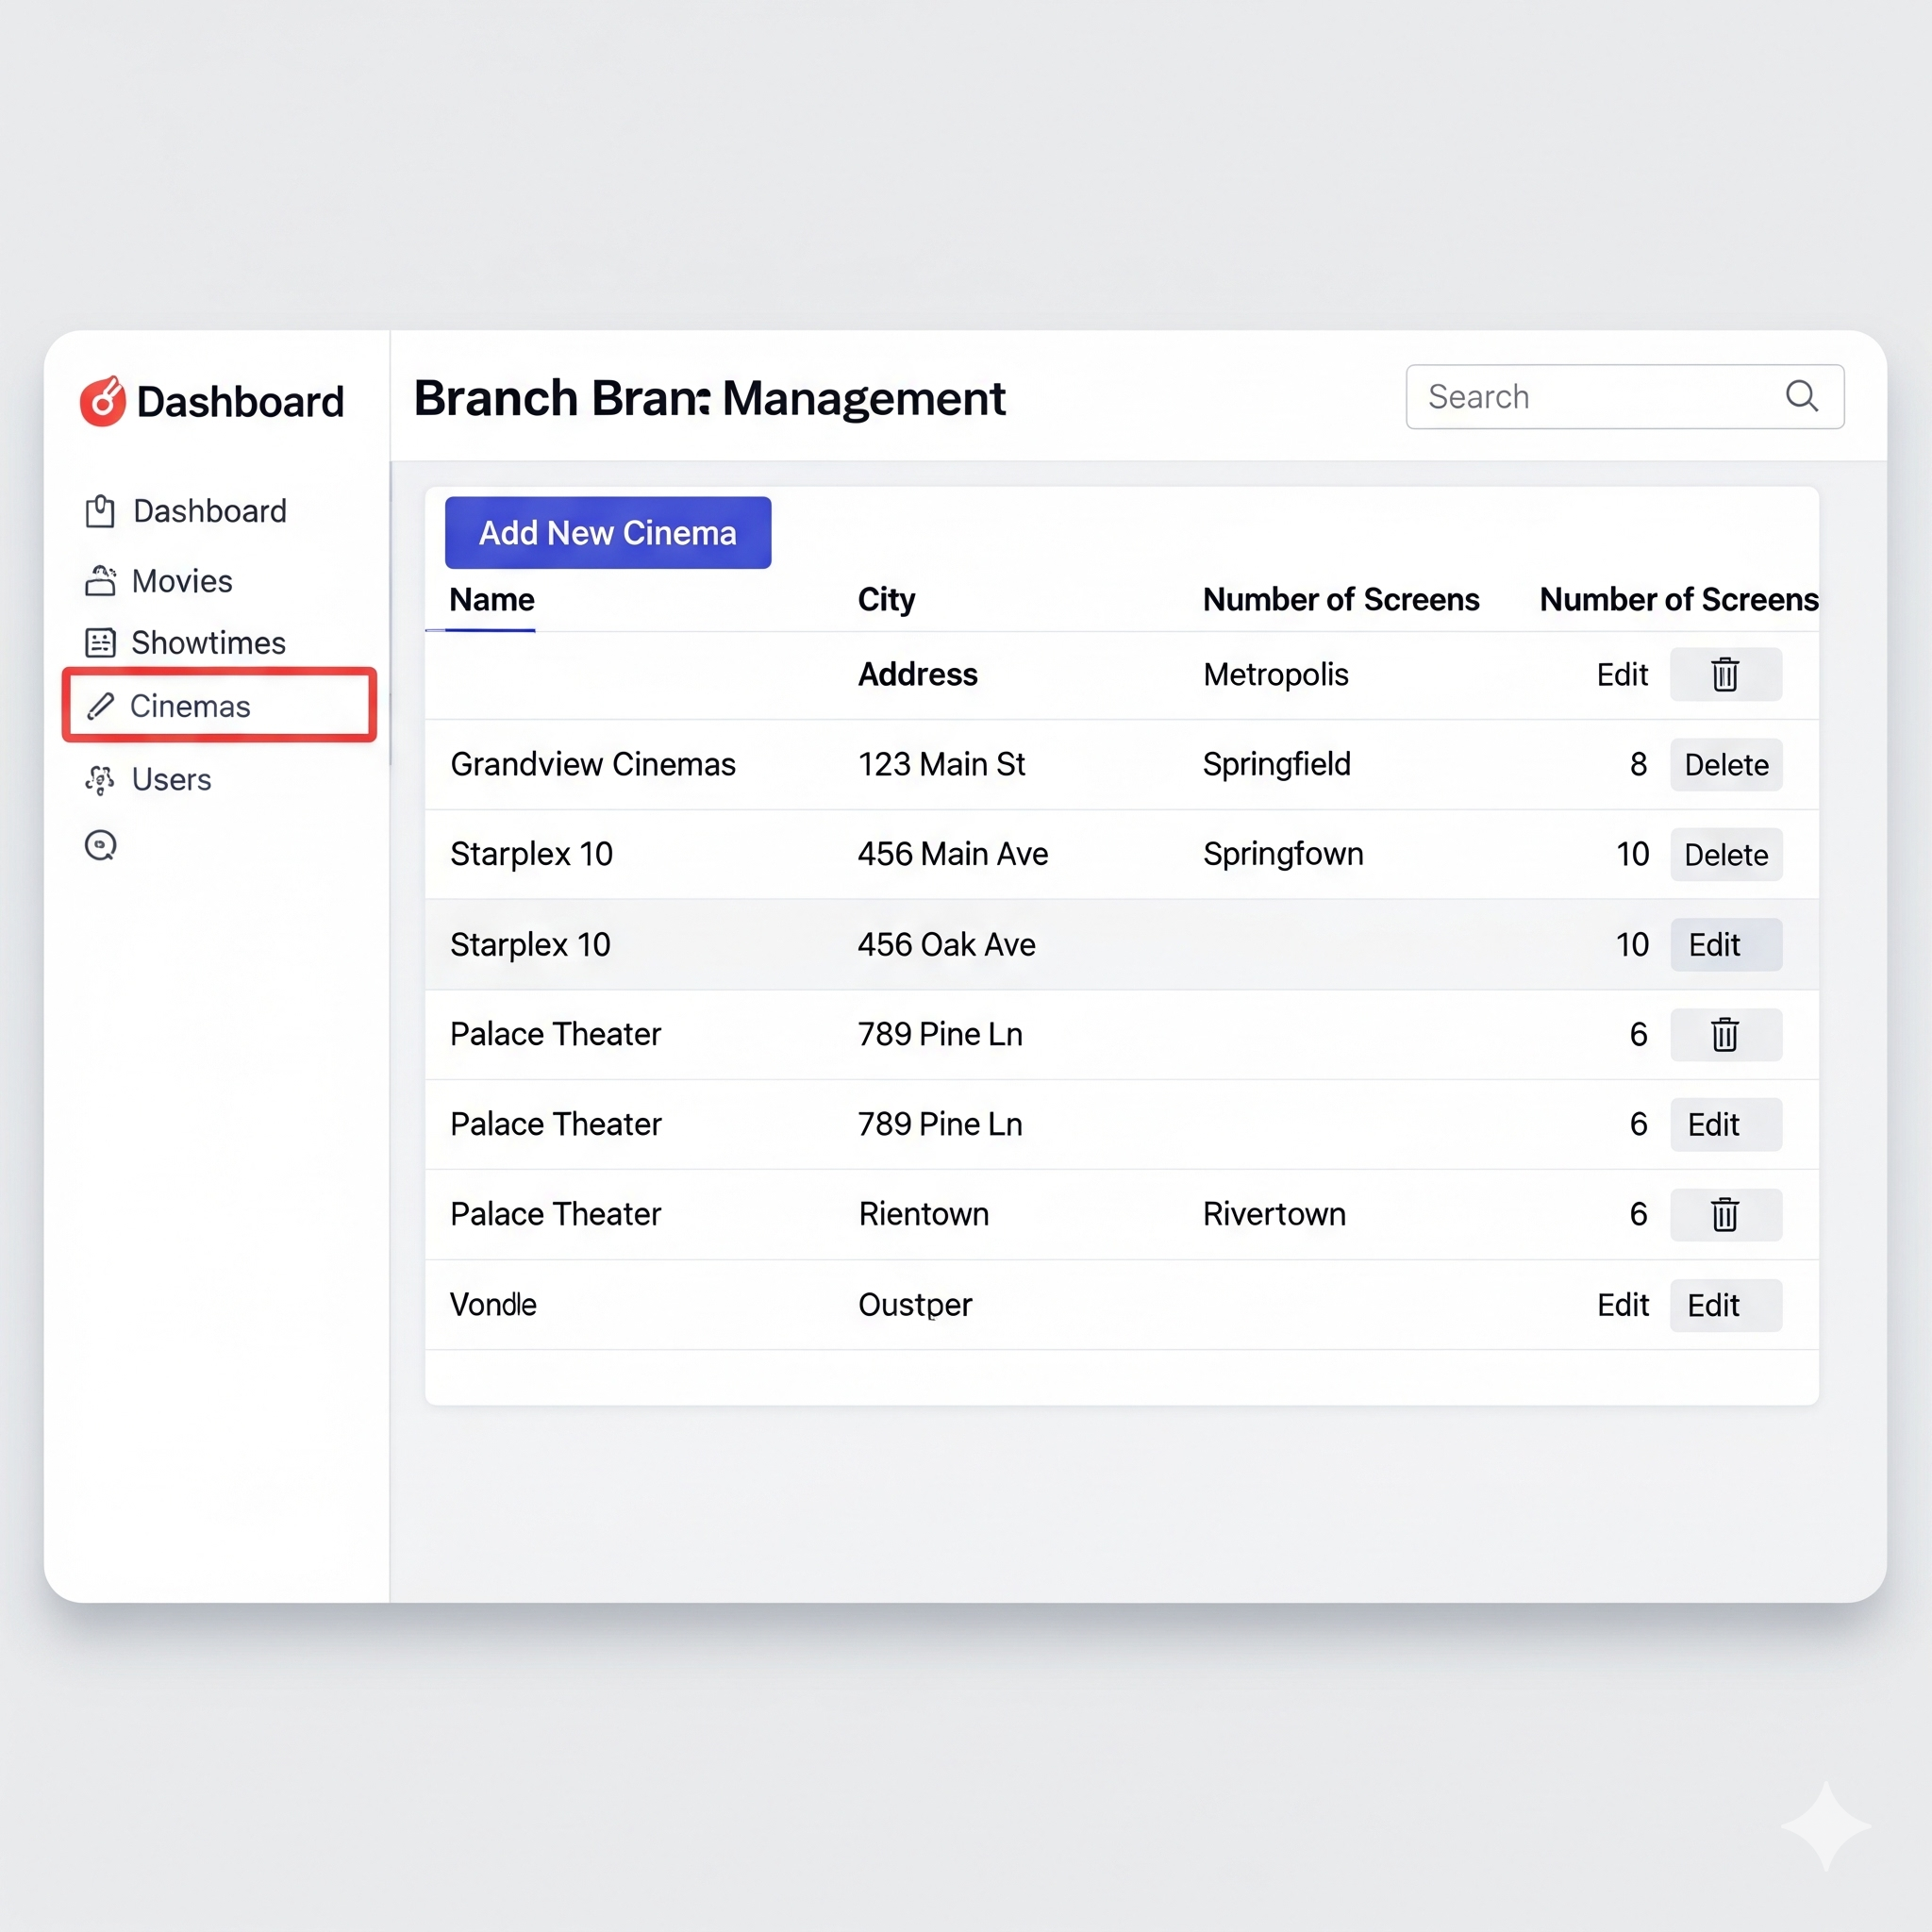 Dashboard
Branch Bran Management
Search
Dashboard
Movies
Showtimes
Cinemas
Users
Add New Cinema
Name City Number of Screens Number of Screens
Address Metropolis Edit
Grandview Cinemas 123 Main St Springfield 8 Delete
Starplex 10 456 Main Ave Springfown 10 Delete
Starplex 10 456 Oak Ave 10 Edit
Palace Theater 789 Pine Ln 6
Palace Theater 789 Pine Ln 6 Edit
Palace Theater Rientown Rivertown 6
Vondle Oustper Edit Edit